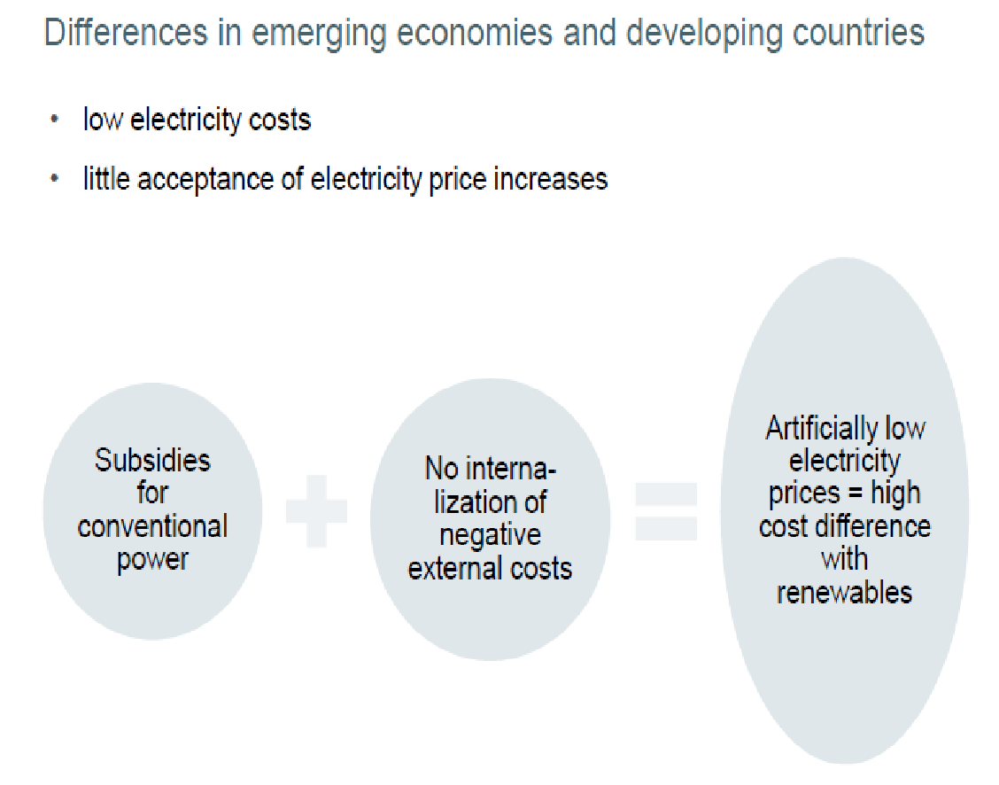 Differences in emerging economies and developing countries
• low electricity costs
• little acceptance of electricity price increases
Subsidies
for
conventional
power
+
No interna-
lization of
negative
external costs
=
Artificially low
electricity
prices = high
cost difference
with
renewables